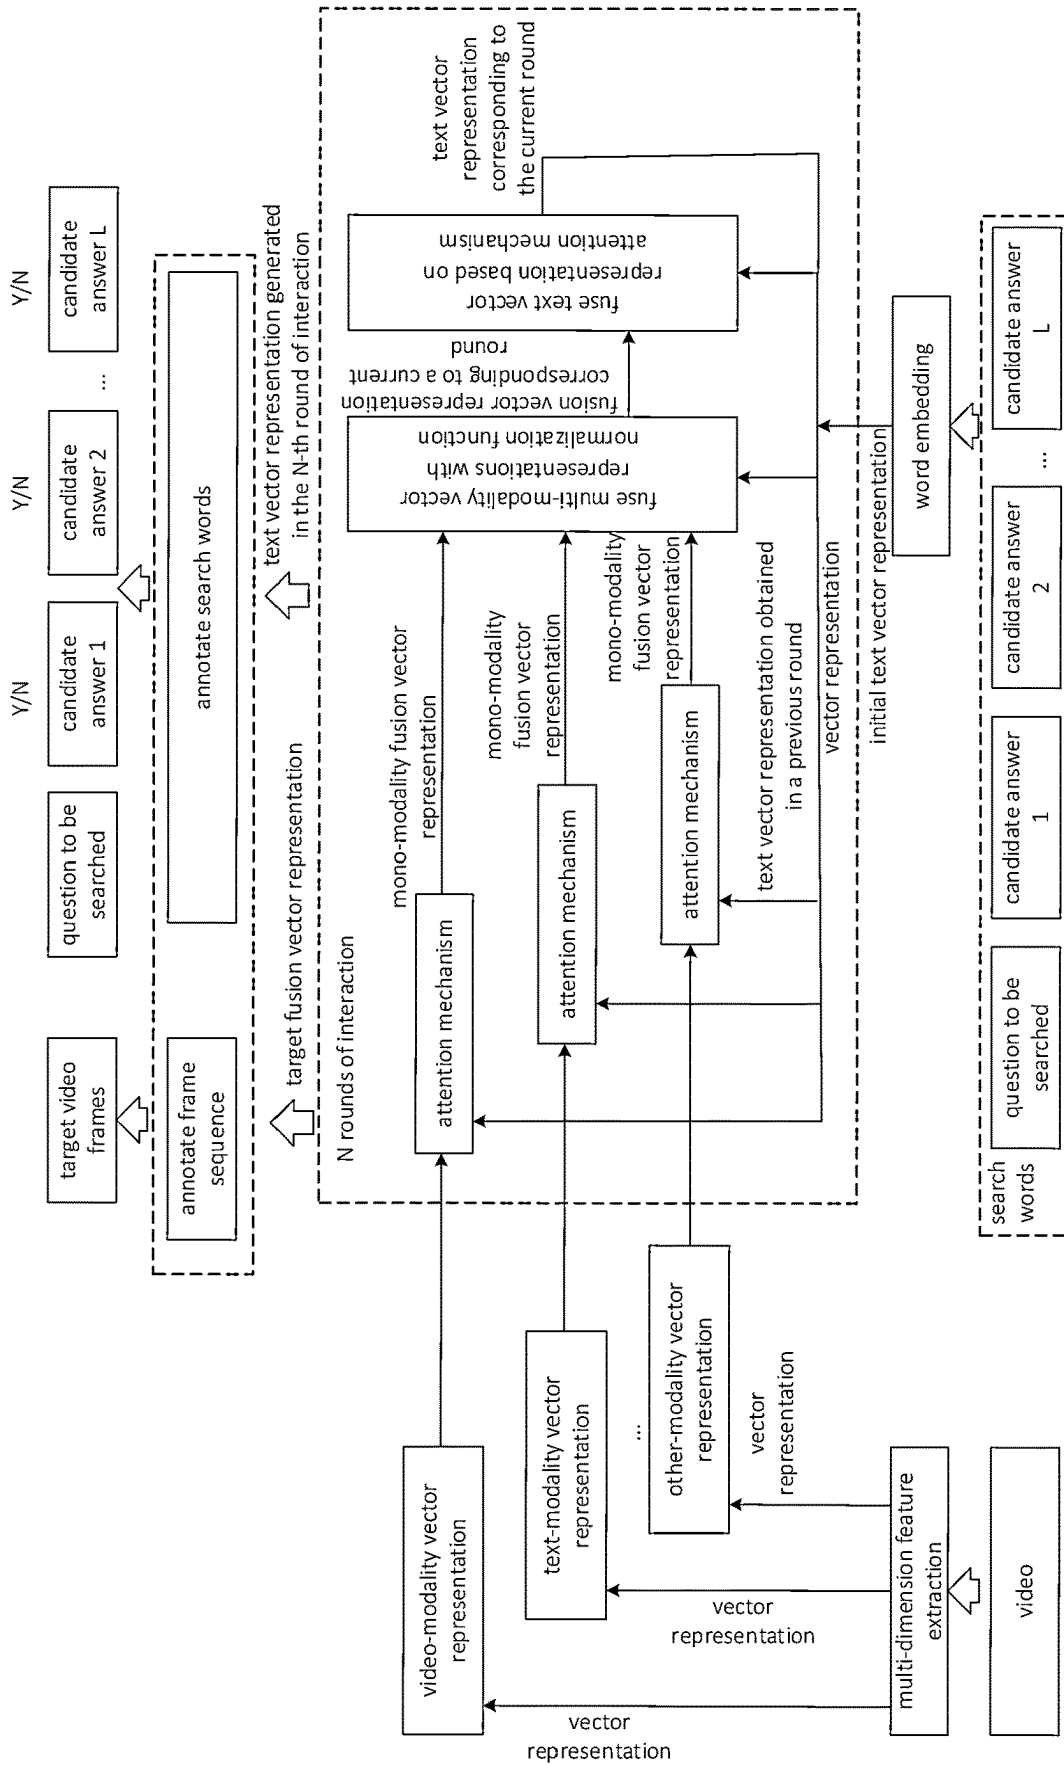 Y/N
Y/N
Y/N
target video
frames
question to be
searched
candidate
answer 1
candidate
answer 2
...
candidate
answer L
annotate frame
sequence
annotate search words
target fusion vector representation
text vector representation generated
in the N-th round of interaction
N rounds of interaction
video-modality vector
representation
attention mechanism
mono-modality fusion vector
representation
text-modality vector
representation
attention mechanism
mono-modality
fusion vector
representation
...
other-modality vector
representation
attention mechanism
mono-modality
fusion vector
representation
fuse multi-modality vector
representations with
normalization function
fusion vector representation
corresponding to a current
round
fuse text vector
representation based on
attention mechanism
text vector
representation
corresponding to
the current round
text vector representation obtained
in a previous round
vector representation
initial text vector representation
vector
representation
vector
representation
vector
representation
multi-dimension feature
extraction
word embedding
video
search
words
question to be
searched
candidate answer
1
candidate answer
2
...
candidate answer
L